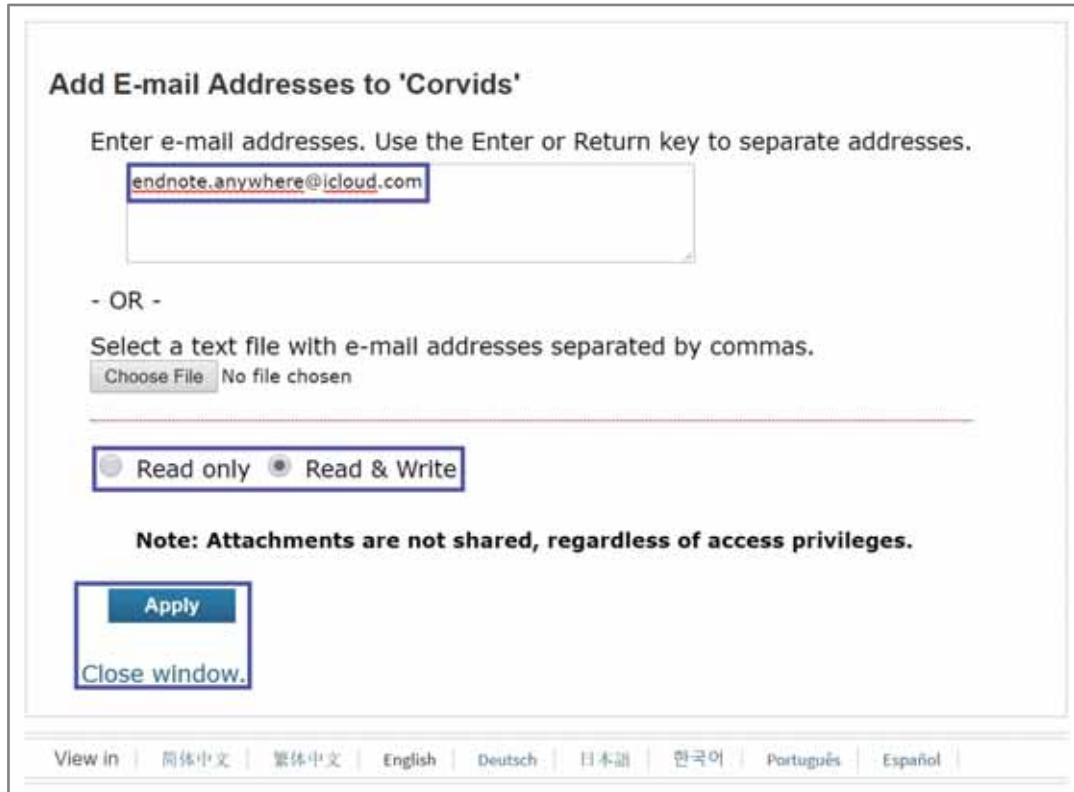 Add E-mail Addresses to 'Corvids'
Enter e-mail addresses. Use the Enter or Return key to separate addresses.
endnote.anywhere@icloud.com
- OR -
Select a text file with e-mail addresses separated by commas.
Choose File No file chosen
Read only Read & Write
Note: Attachments are not shared, regardless of access privileges.
Apply
Close window.
View in 简体中文 繁体中文 English Deutsch 日本語 한국어 Português Español